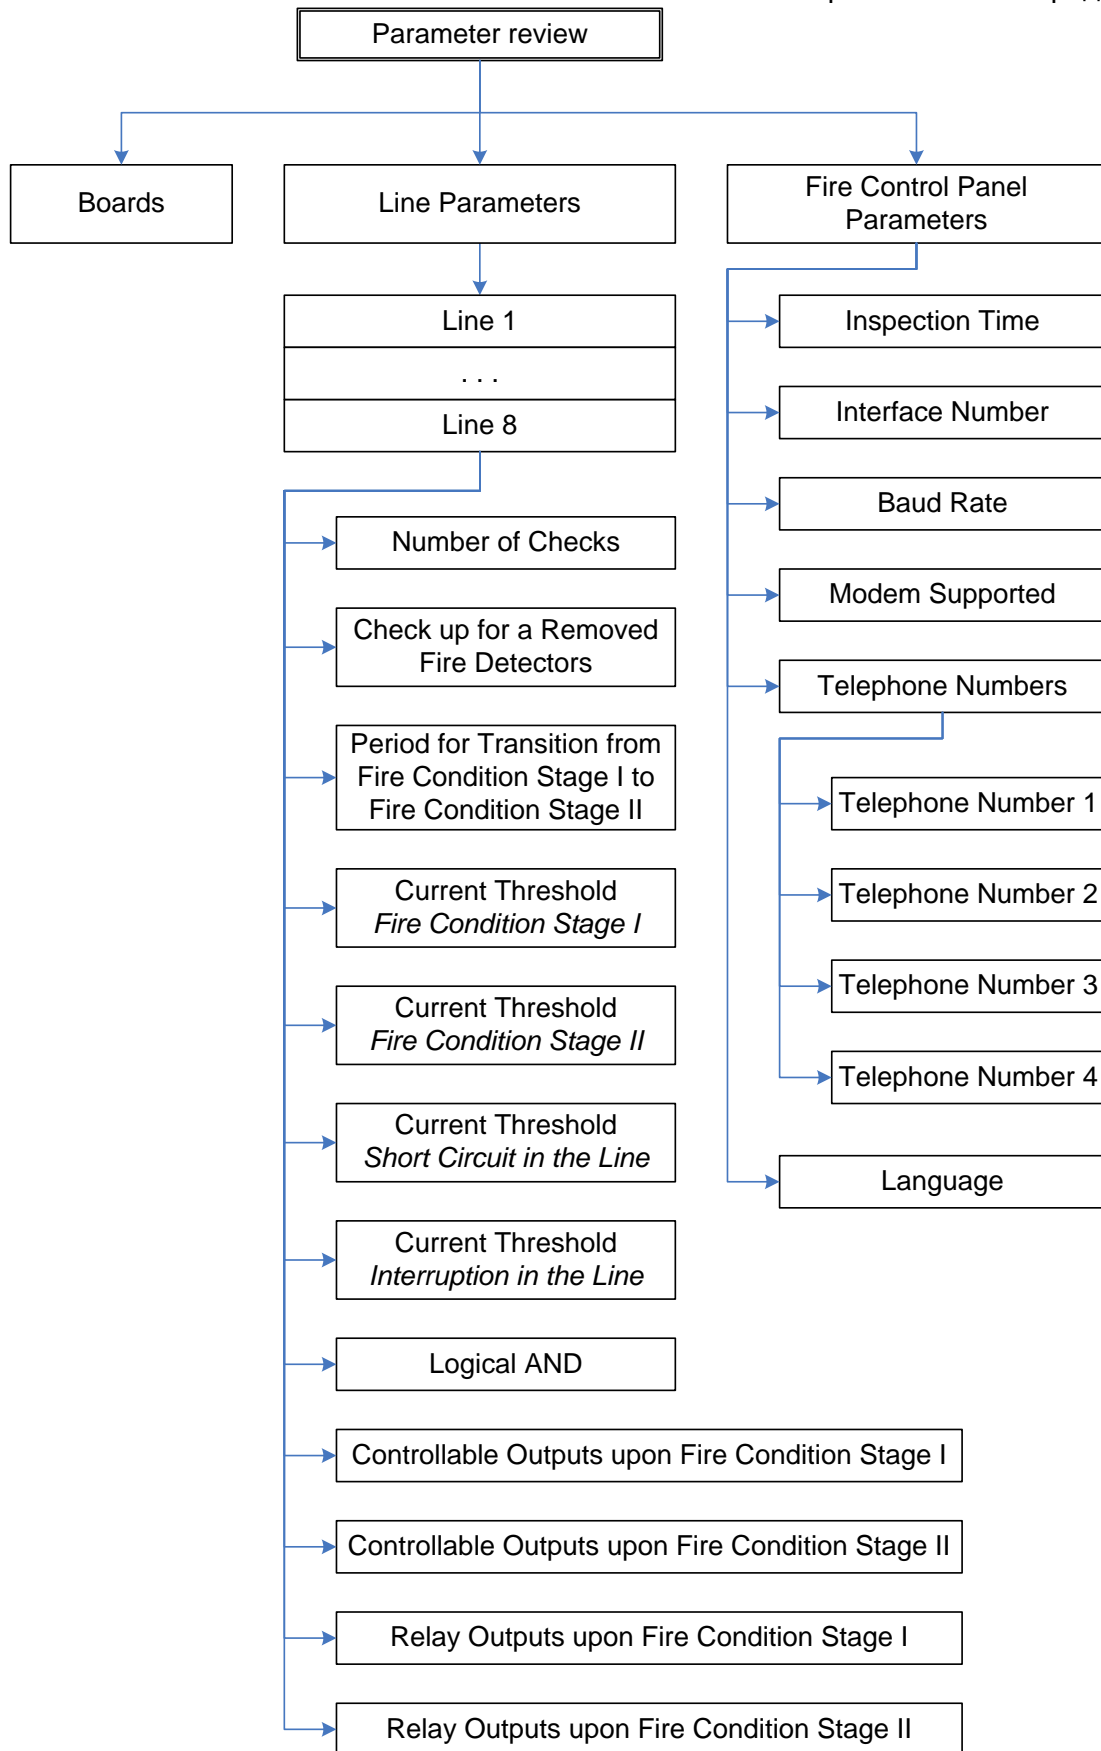 Parameter review
Boards
Line Parameters
Fire Control Panel
Parameters
Line 1
. . .
Line 8
Number of Checks
Check up for a Removed
Fire Detectors
Period for Transition from
Fire Condition Stage I to
Fire Condition Stage II
Current Threshold
Fire Condition Stage I
Current Threshold
Fire Condition Stage II
Current Threshold
Short Circuit in the Line
Current Threshold
Interruption in the Line
Logical AND
Controllable Outputs upon Fire Condition Stage I
Controllable Outputs upon Fire Condition Stage II
Relay Outputs upon Fire Condition Stage I
Relay Outputs upon Fire Condition Stage II
Inspection Time
Interface Number
Baud Rate
Modem Supported
Telephone Numbers
Telephone Number 1
Telephone Number 2
Telephone Number 3
Telephone Number 4
Language